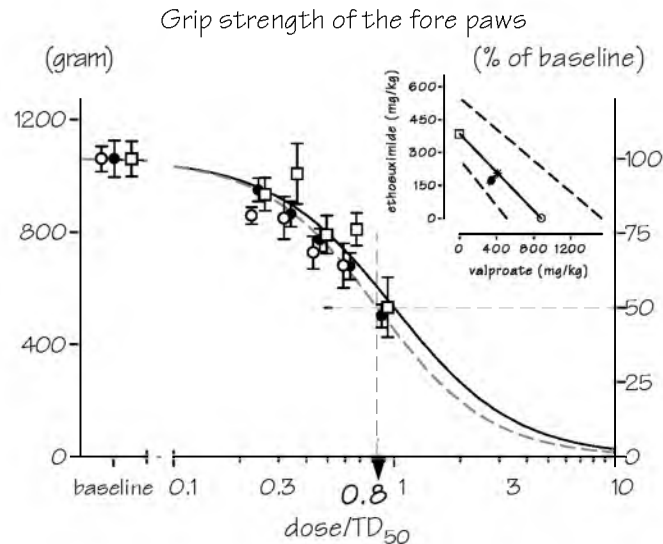 Grip strength of the fore paws
(gram)
(% of baseline)
1200
800
400
0
100
75
50
25
0
ethosuximide (mg/kg)
600
450
300
150
0
0 400 800 1200
valproate (mg/kg)
baseline 0.1 0.3 1 3 10
0.8
dose/TD50